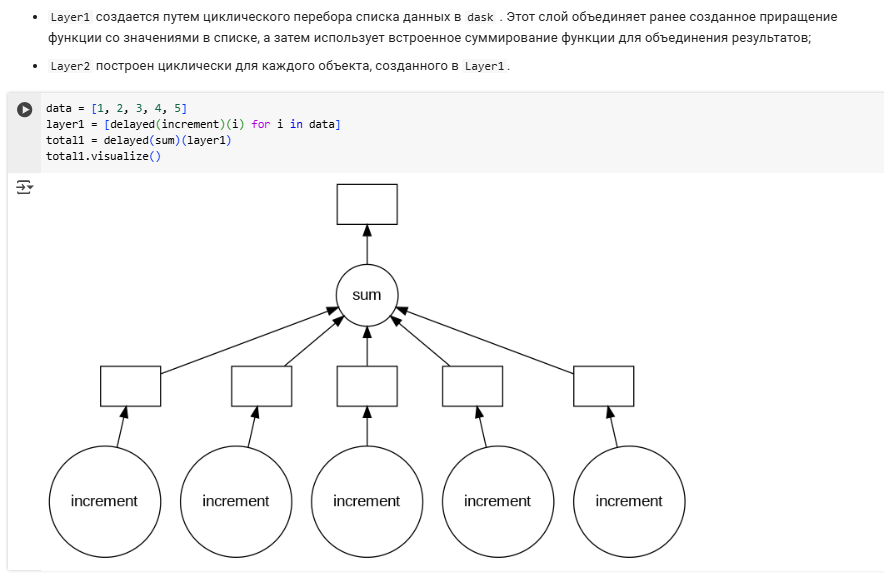 Layer1 создается путем циклического перебора списка данных в dask . Этот слой объединяет ранее созданное приращение
функции со значениями в списке, а затем использует встроенное суммирование функции для объединения результатов;
Layer2 построен циклически для каждого объекта, созданного в Layer1.
data = [1, 2, 3, 4, 5]
layer1 = [delayed(increment)(i) for i in data]
total1 = delayed(sum)(layer1)
total1.visualize()
sum
increment increment increment increment increment